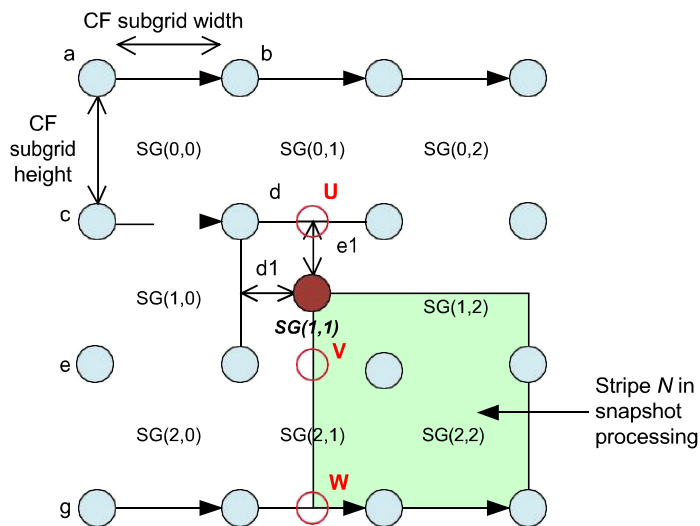 CF subgrid width
a
b
CF
subgrid
height
SG(0,0)
SG(0,1)
SG(0,2)
c
d
U
e1
d1
SG(1,0)
SG(1,1)
SG(1,2)
e
V
Stripe N in
snapshot
processing
SG(2,0)
SG(2,1)
SG(2,2)
W
g